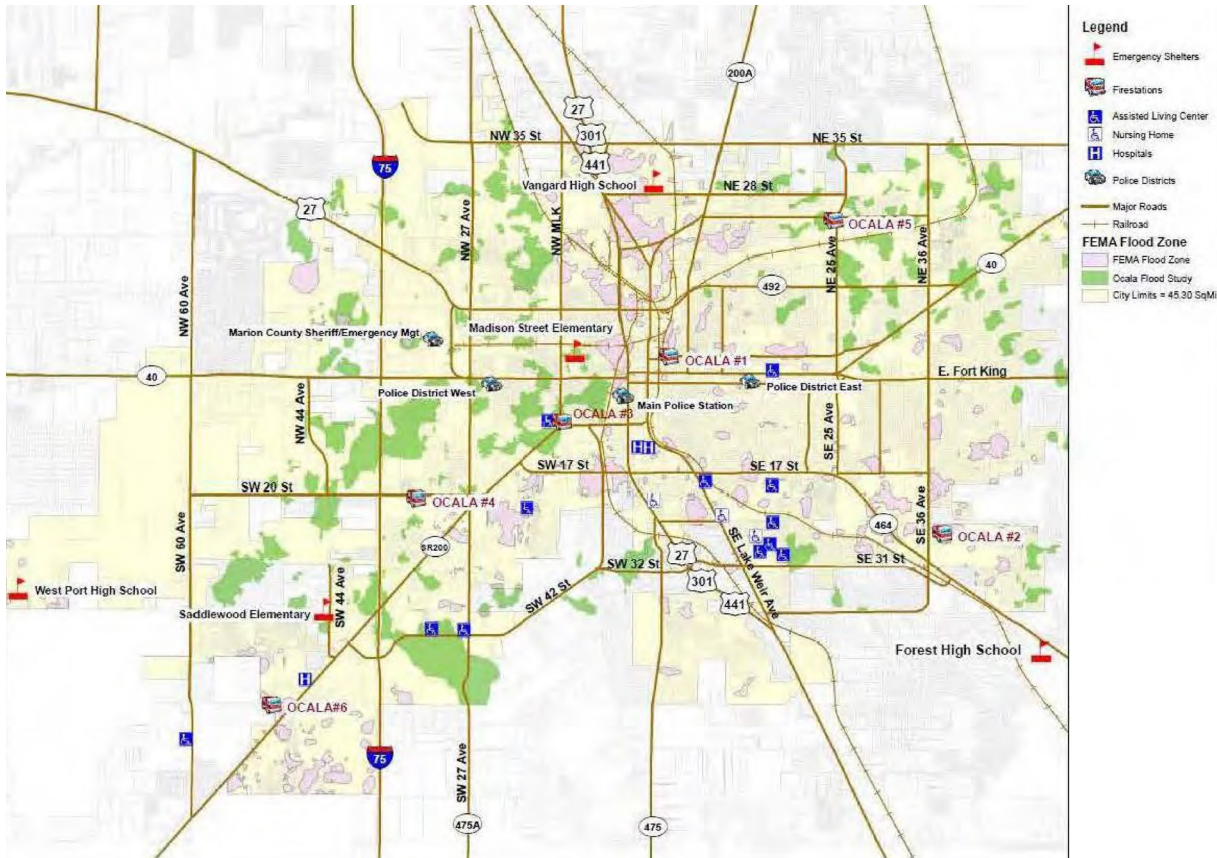 200A
27
301
441
NW 35 St
NE 35 St
75
Vangard High School
NE 28 St
27
NW 27 Ave
NW MLK
OCALA #5
NE 25 Ave
NE 36 Ave
40
492
NW 60 Ave
Marion County Sheriff/Emergency Mgt
Madison Street Elementary
OCALA #1
40
E. Fort King
Police District West
Police District East
Main Police Station
NW 44 Ave
OCALA #3
SE 25 Ave
SW 17 St
SE 17 St
SW 20 St
OCALA #4
464
SE 36 Ave
OCALA #2
SW 60 Ave
SR200
SE Lake Weir Ave
27
SW 32 St
SE 31 St
301
441
West Port High School
Saddlewood Elementary
SW 44 Ave
SW 42 St
Forest High School
OCALA#6
75
SW 27 Ave
475A
475
Legend
Emergency Shelters
Firestations
Assisted Living Center
Nursing Home
Hospitals
Police Districts
Major Roads
Railroad
FEMA Flood Zone
FEMA Flood Zone
Ocala Flood Study
City Limits = 45.30 SqMi